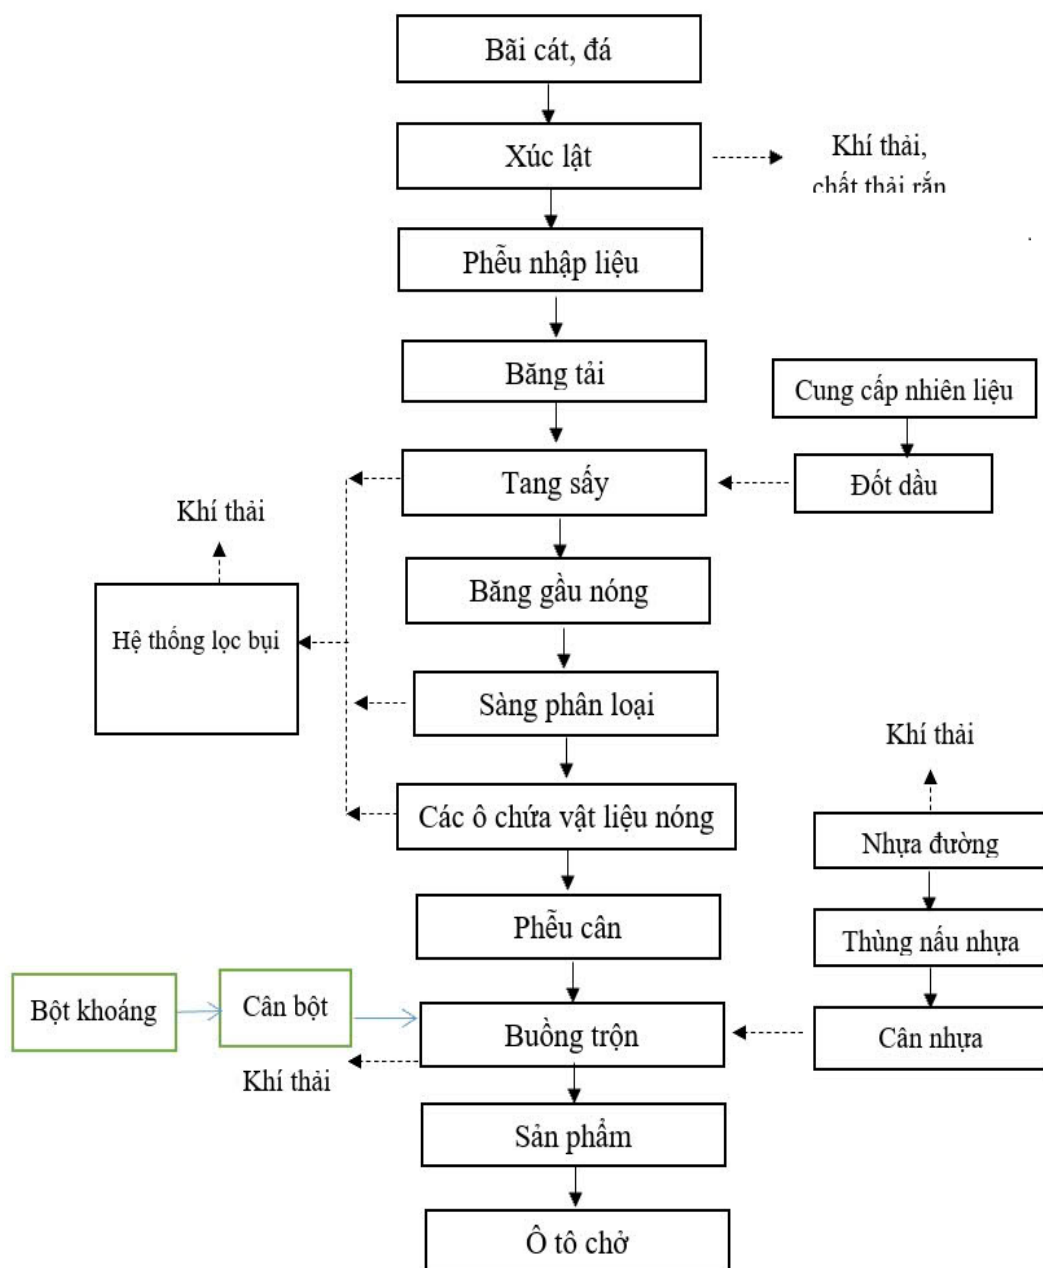 Bãi cát, đá
Xúc lật
Khí thải,
chất thải rắn
Phễu nhập liệu
Băng tải
Cung cấp nhiên liệu
Tang sấy
Đốt dầu
Khí thải
Băng gầu nóng
Hệ thống lọc bụi
Sàng phân loại
Khí thải
Các ô chứa vật liệu nóng
Nhựa đường
Phễu cân
Thùng nấu nhựa
Bột khoáng
Cân bột
Buồng trộn
Cân nhựa
Khí thải
Sản phẩm
Ô tô chở